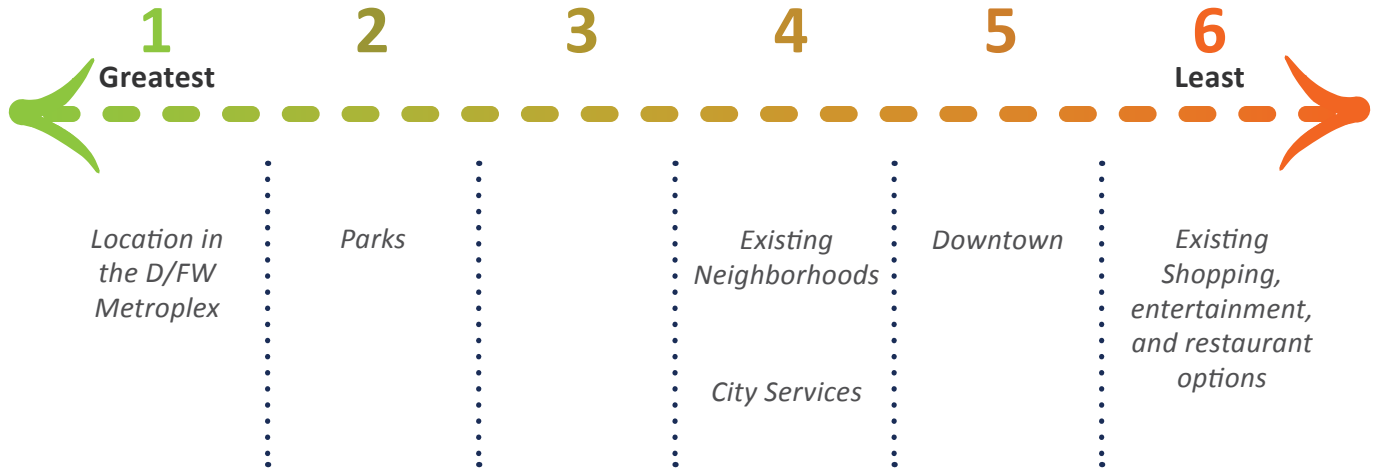 1 2 3 4 5 6
Greatest
Least
Location in
the D/FW
Metroplex
Parks
Existing
Neighborhoods
City Services
Downtown
Existing
Shopping,
entertainment,
and restaurant
options